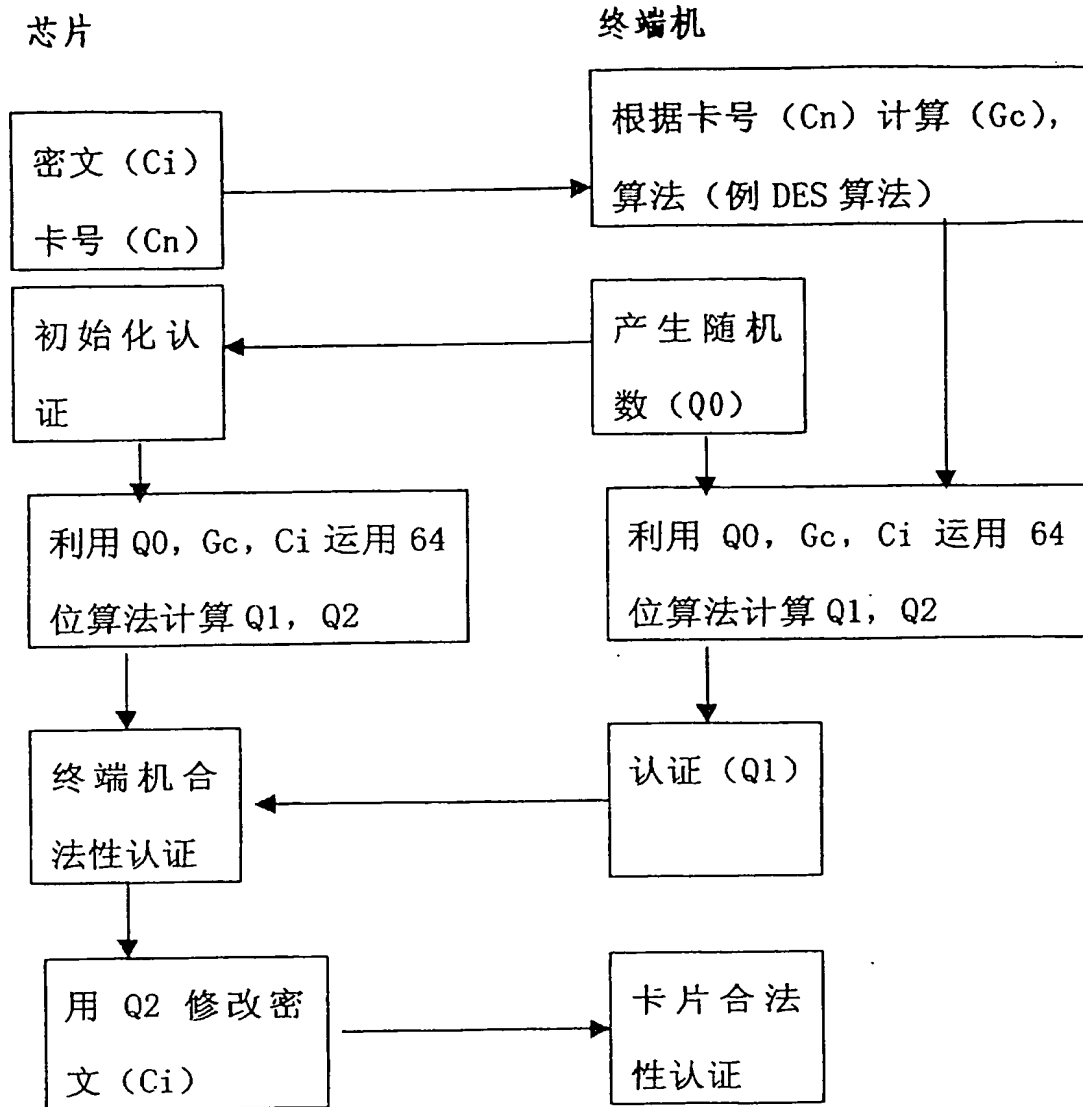 芯片
终端机
密文（Ci）
卡号（Cn）
根据卡号（Cn）计算（Gc），
算法（例 DES 算法）
初始化认
证
产生随机
数（Q0）
利用 Q0，Gc，Ci 运用 64
位算法计算 Q1，Q2
利用 Q0，Gc，Ci 运用 64
位算法计算 Q1，Q2
终端机合
法性认证
认证（Q1）
用 Q2 修改密
文（Ci）
卡片合法
性认证